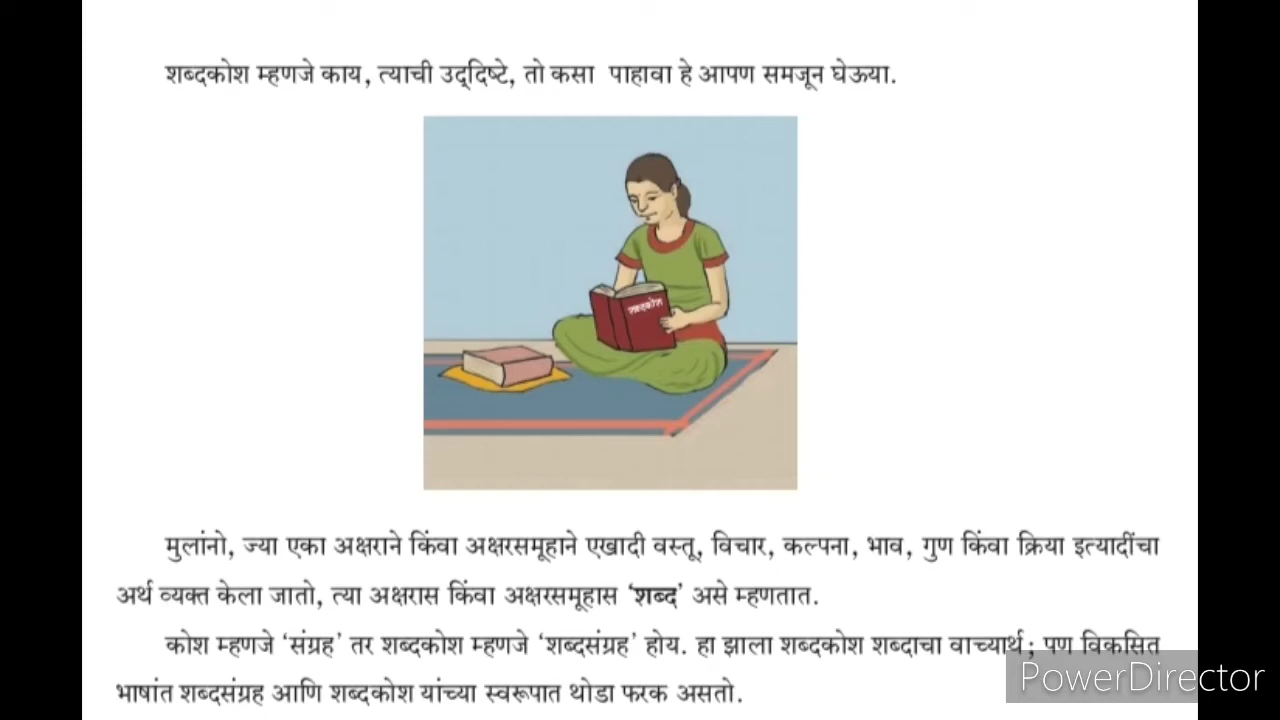 शब्दकोश म्हणजे काय, त्याची उद्‌दिष्टे, तो कसा पाहावा हे आपण समजून घेऊया.
शब्दकोश
मुलांनो, ज्या एका अक्षराने किंवा अक्षरसमूहाने एखादी वस्तू, विचार, कल्पना, भाव, गुण किंवा क्रिया इत्यादींचा
अर्थ व्यक्त केला जातो, त्या अक्षरास किंवा अक्षरसमूहास ‘शब्द’ असे म्हणतात.
कोश म्हणजे ‘संग्रह’ तर शब्दकोश म्हणजे ‘शब्दसंग्रह’ होय. हा झाला शब्दकोश शब्दाचा वाच्यार्थ; पण विकसित
भाषांत शब्दसंग्रह आणि शब्दकोश यांच्या स्वरूपात थोडा फरक असतो.
PowerDirector